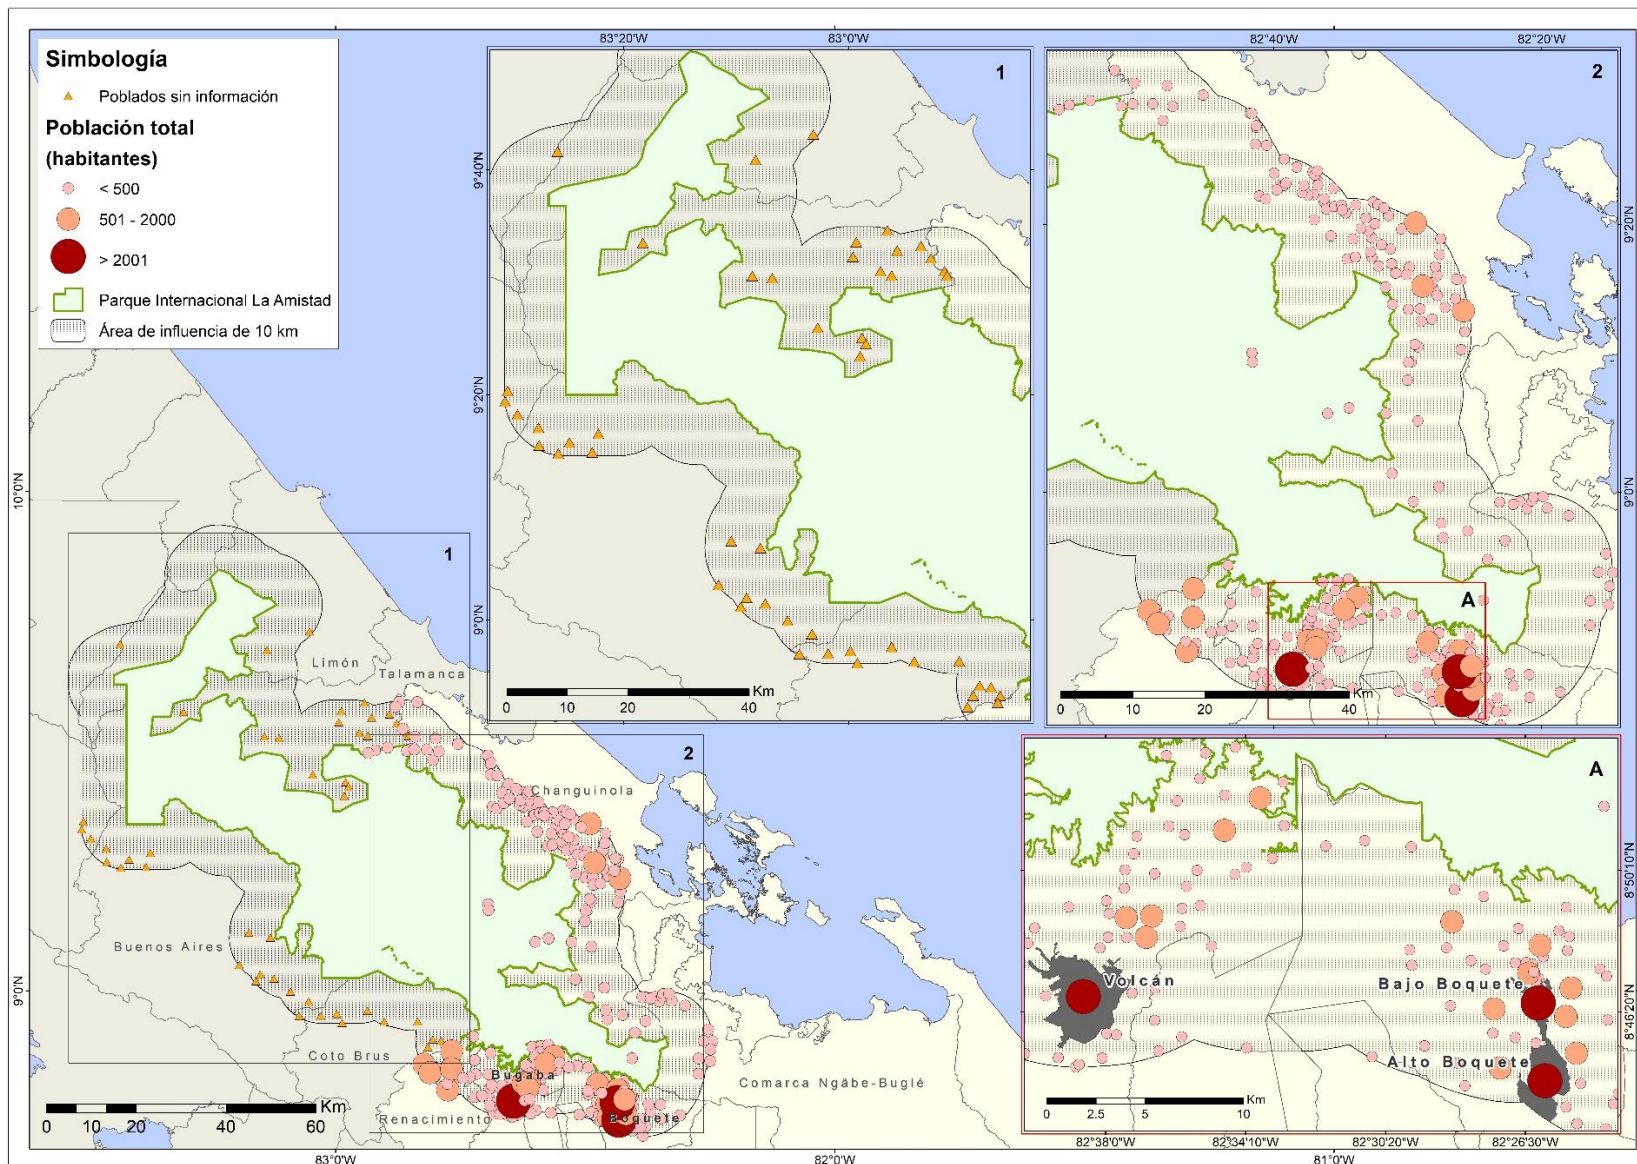 Simbología
Poblados sin información
Población total
(habitantes)
< 500
501 - 2000
> 2001
Parque Internacional La Amistad
Área de influencia de 10 km
83°20'W
83°0'W
1
9°40'N
9°20'N
9°0'N
0 10 20 40
Km
82°40'W
82°20'W
2
9°20'N
9°0'N
A
0 10 20 40
Km
10°0'N
9°0'N
1
Limón
Talamanca
2
Changuinola
Buenos Aires
Coto Brus
Bugaba
Renacimiento
Boquete
Comarca Ngäbe-Buglé
0 10 20 40 60
Km
83°0'W
82°0'W
81°0'W
A
Volcán
Bajo Boquete
Alto Boquete
8°50'10"N
8°46'20"N
0 2.5 5 10
Km
82°38'0"W
82°34'10"W
82°30'20"W
82°26'30"W